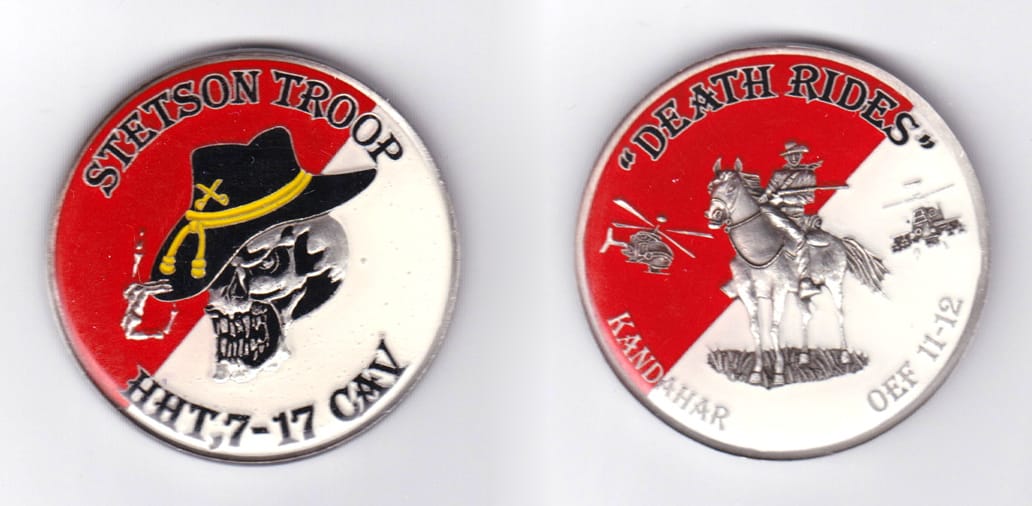 STETSON TROOP
HHT, 7-17 CAV
"DEATH RIDES"
KANDAHAR
OEF 11-12